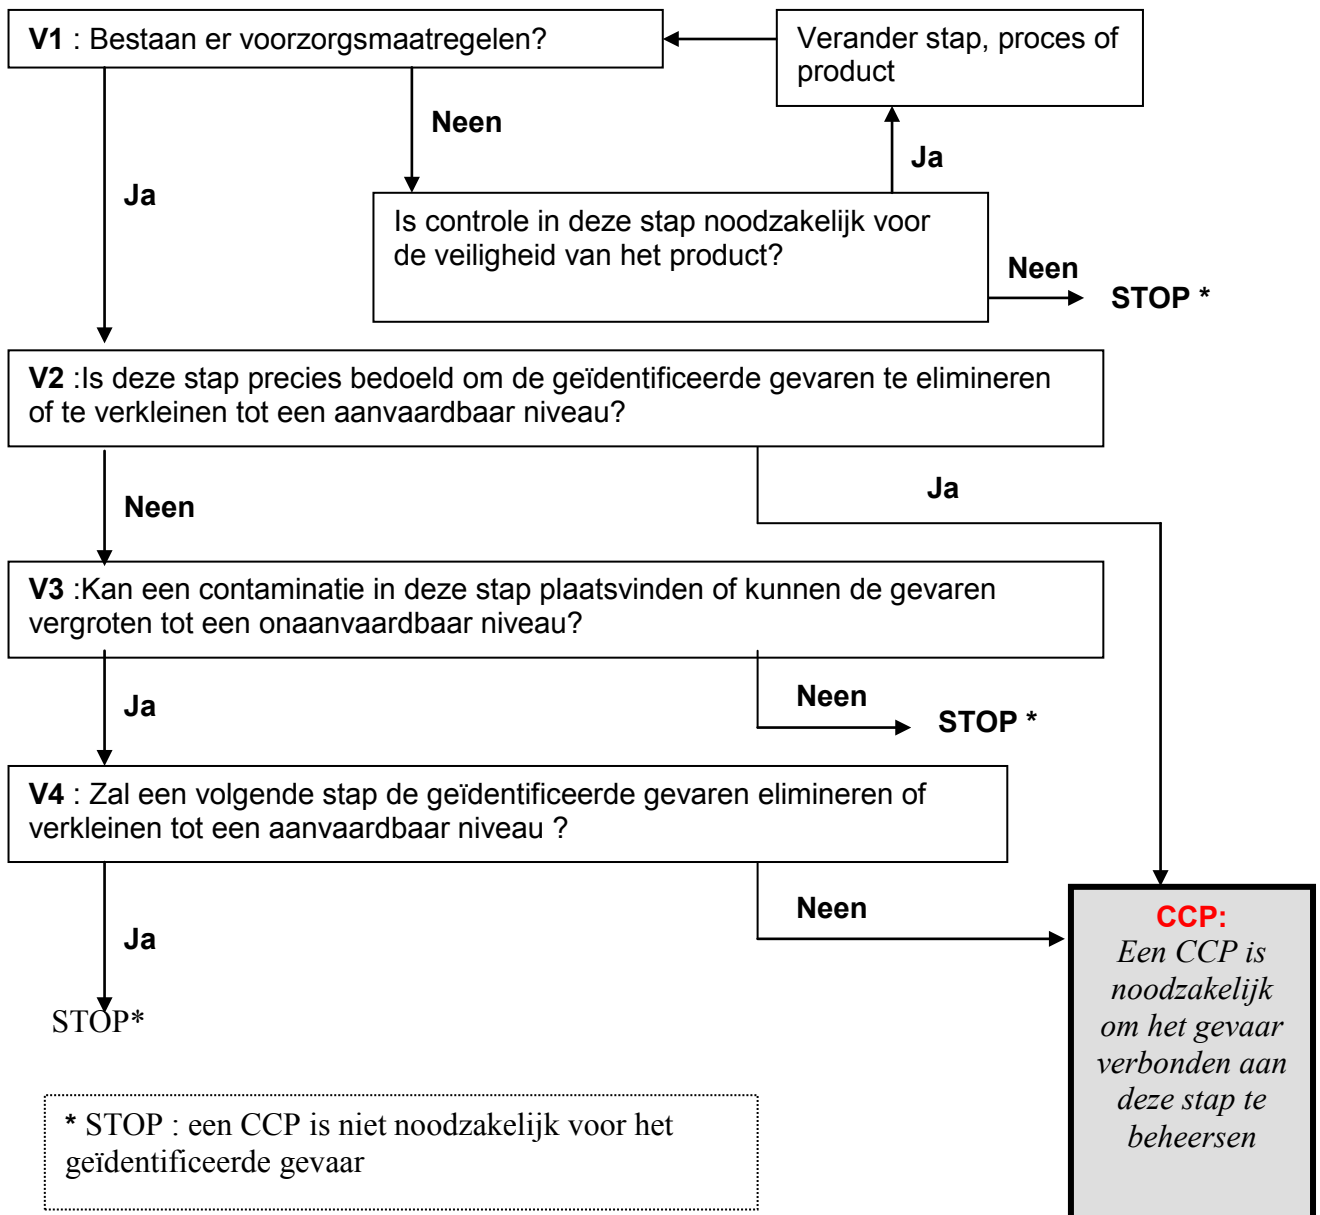 V1 : Bestaan er voorzorgsmaatregelen?
Verander stap, proces of
product
Neen
Ja
Ja
Is controle in deze stap noodzakelijk voor
de veiligheid van het product?
Neen
STOP *
V2 :Is deze stap precies bedoeld om de geïdentificeerde gevaren te elimineren
of te verkleinen tot een aanvaardbaar niveau?
Ja
Neen
V3 :Kan een contaminatie in deze stap plaatsvinden of kunnen de gevaren
vergroten tot een onaanvaardbaar niveau?
Neen
Ja
STOP *
V4 : Zal een volgende stap de geïdentificeerde gevaren elimineren of
verkleinen tot een aanvaardbaar niveau ?
Neen
Ja
STOP*
CCP:
Een CCP is
noodzakelijk
om het gevaar
verbonden aan
deze stap te
beheersen
* STOP : een CCP is niet noodzakelijk voor het
geïdentificeerde gevaar